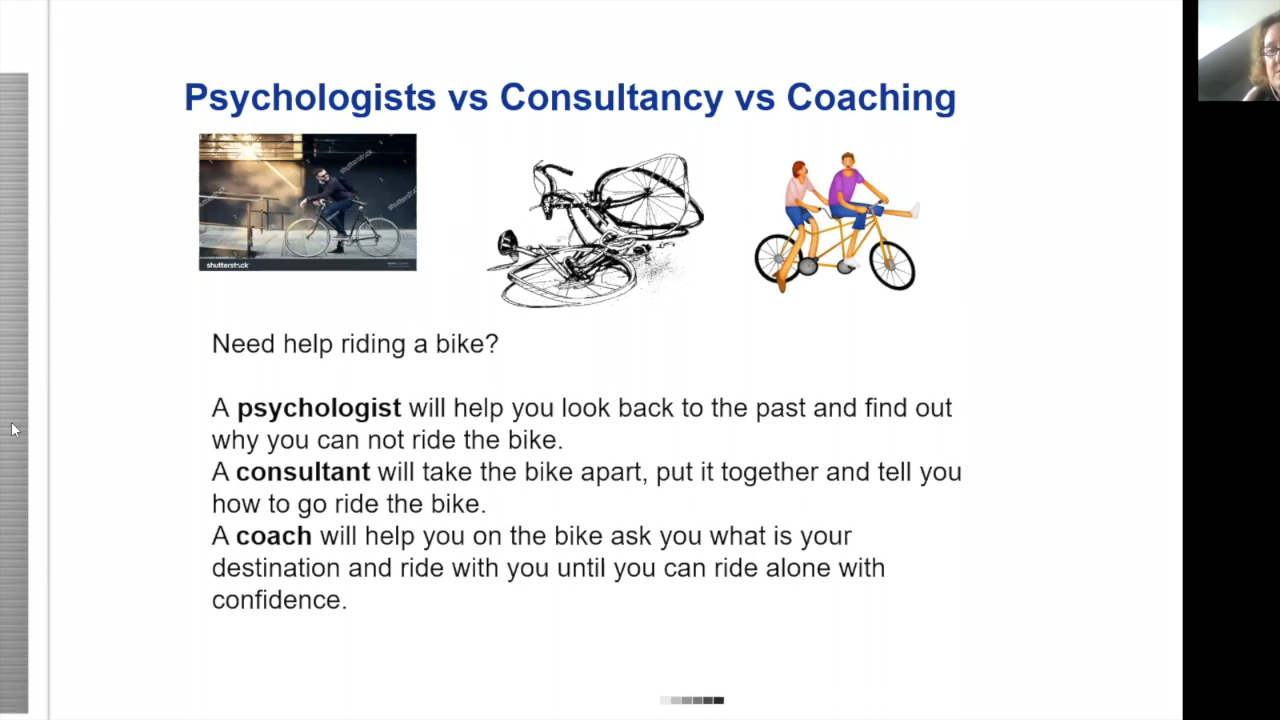 Psychologists vs Consultancy vs Coaching
shutterstock
shutterstock
shutterstock
Need help riding a bike?
A psychologist will help you look back to the past and find out
why you can not ride the bike.
A consultant will take the bike apart, put it together and tell you
how to go ride the bike.
A coach will help you on the bike ask you what is your
destination and ride with you until you can ride alone with
confidence.